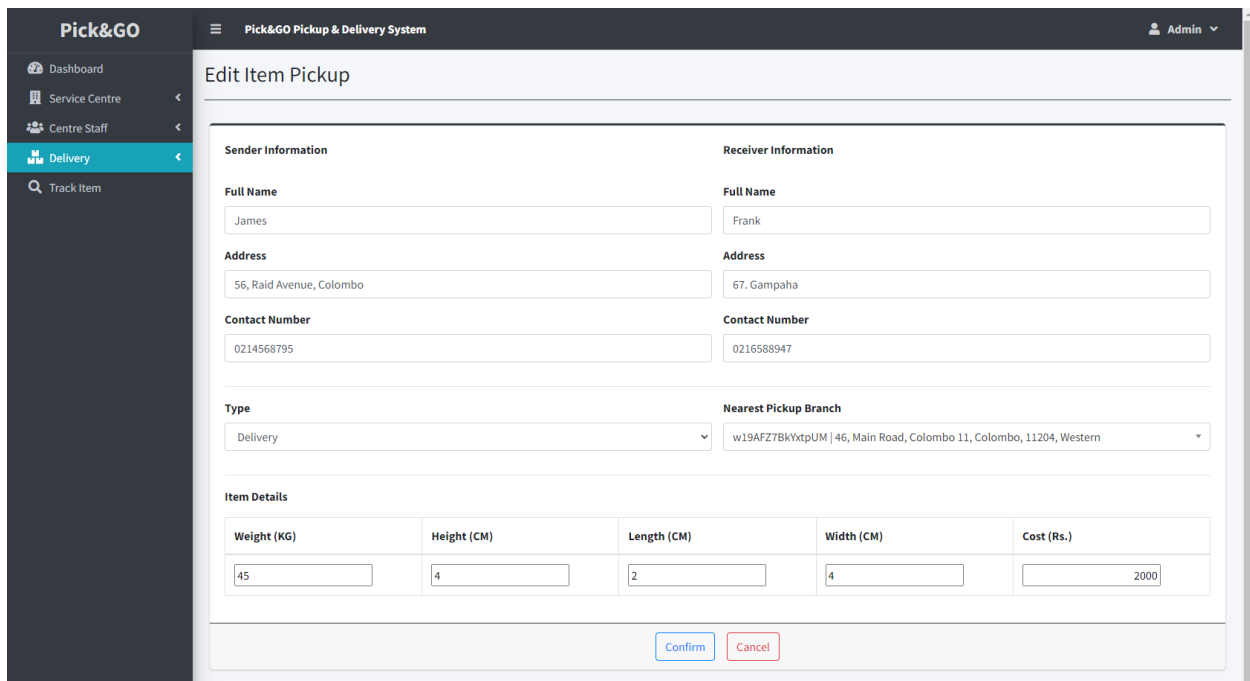 Pick&GO
Pick&GO Pickup & Delivery System
Admin
Dashboard
Service Centre
Centre Staff
Delivery
Track Item
Edit Item Pickup
Sender Information
Receiver Information
Full Name
Full Name
James
Frank
Address
Address
56, Raid Avenue, Colombo
67. Gampaha
Contact Number
Contact Number
0214568795
0216588947
Type
Nearest Pickup Branch
Delivery
w19AFZ7BkYxtpUM | 46, Main Road, Colombo 11, Colombo, 11204, Western
Item Details
Weight (KG) Height (CM) Length (CM) Width (CM) Cost (Rs.)
45 4 2 4 2000
Confirm Cancel